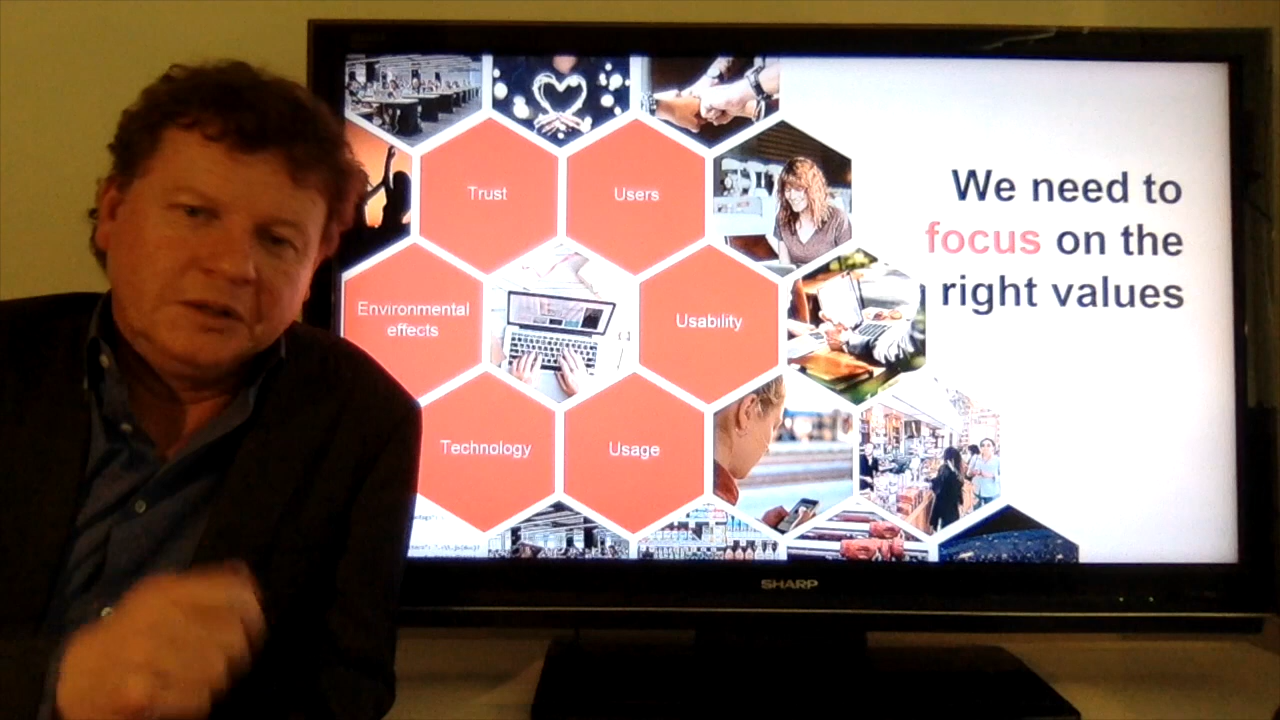 We need to
focus on the
right values
Trust
Users
Environmental
effects
Usability
Technology
Usage
SHARP